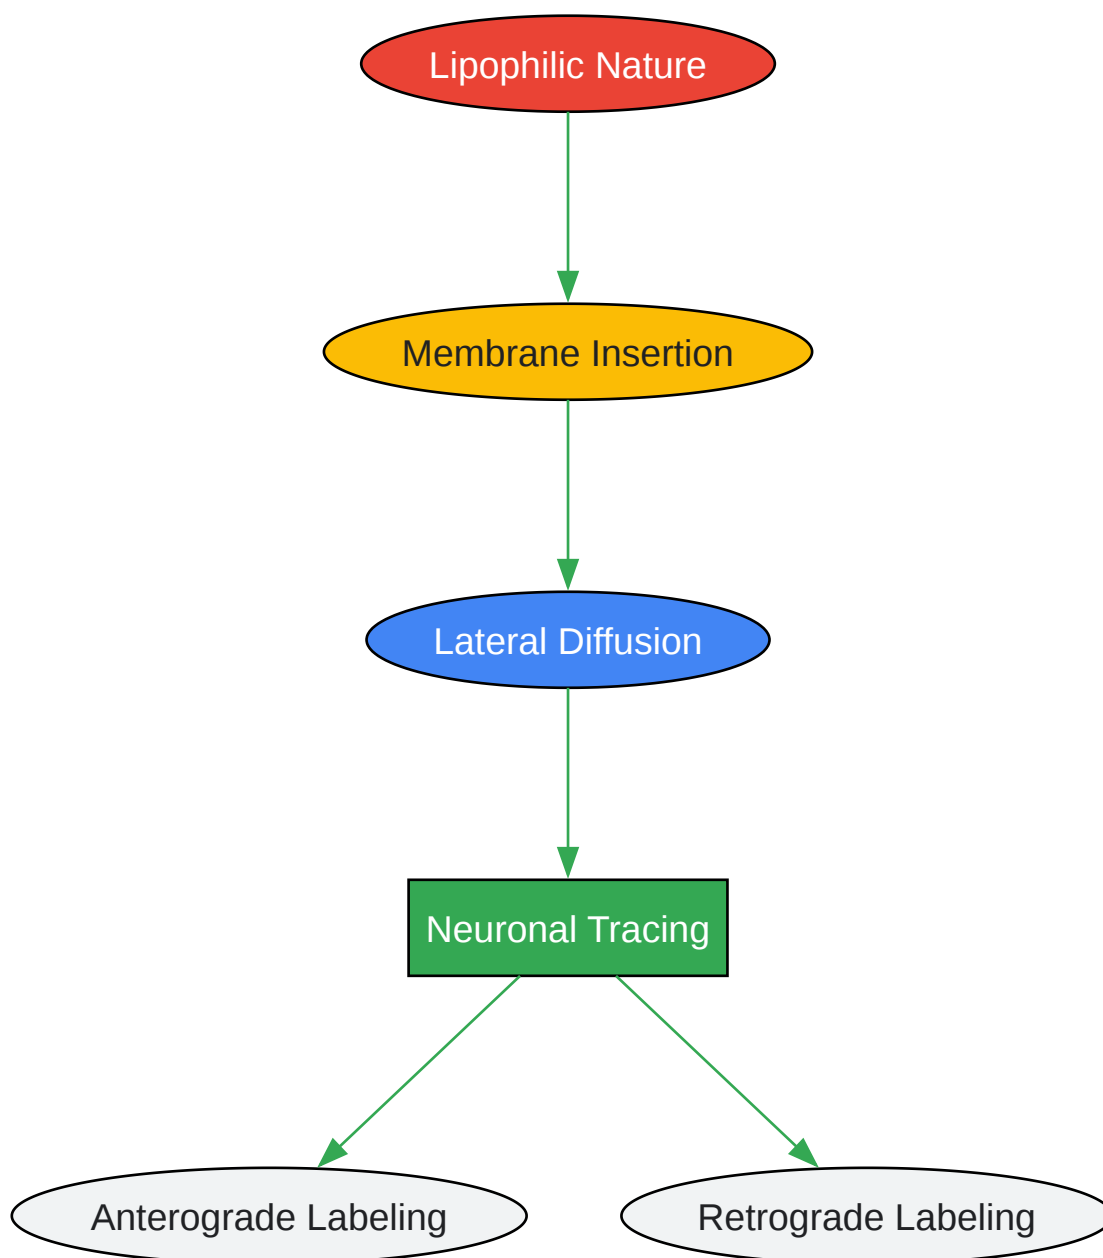 Lipophilic Nature
Membrane Insertion
Lateral Diffusion
Neuronal Tracing
Anterograde Labeling
Retrograde Labeling